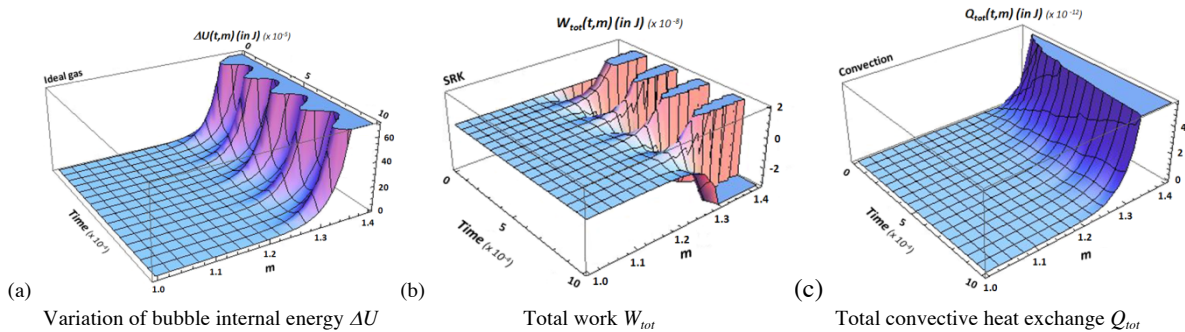 ΔU(t,m) (in J) (x 10⁻⁵)
Ideal gas
0
5
10
60
40
20
0
Time (x 10⁻⁶)
1.0
1.1
1.2
1.3
1.4
m
(a)
Variation of bubble internal energy ΔU
W_tot(t,m) (in J) (x 10⁻⁸)
SRK
2
0
-2
0
5
10
Time (x 10⁻⁶)
1.0
1.1
1.2
1.3
1.4
m
(b)
Total work W_tot
Q_tot(t,m) (in J) (x 10⁻¹²)
Convection
4
2
0
0
5
10
Time (x 10⁻⁶)
1.0
1.1
1.2
1.3
1.4
m
(c)
Total convective heat exchange Q_tot